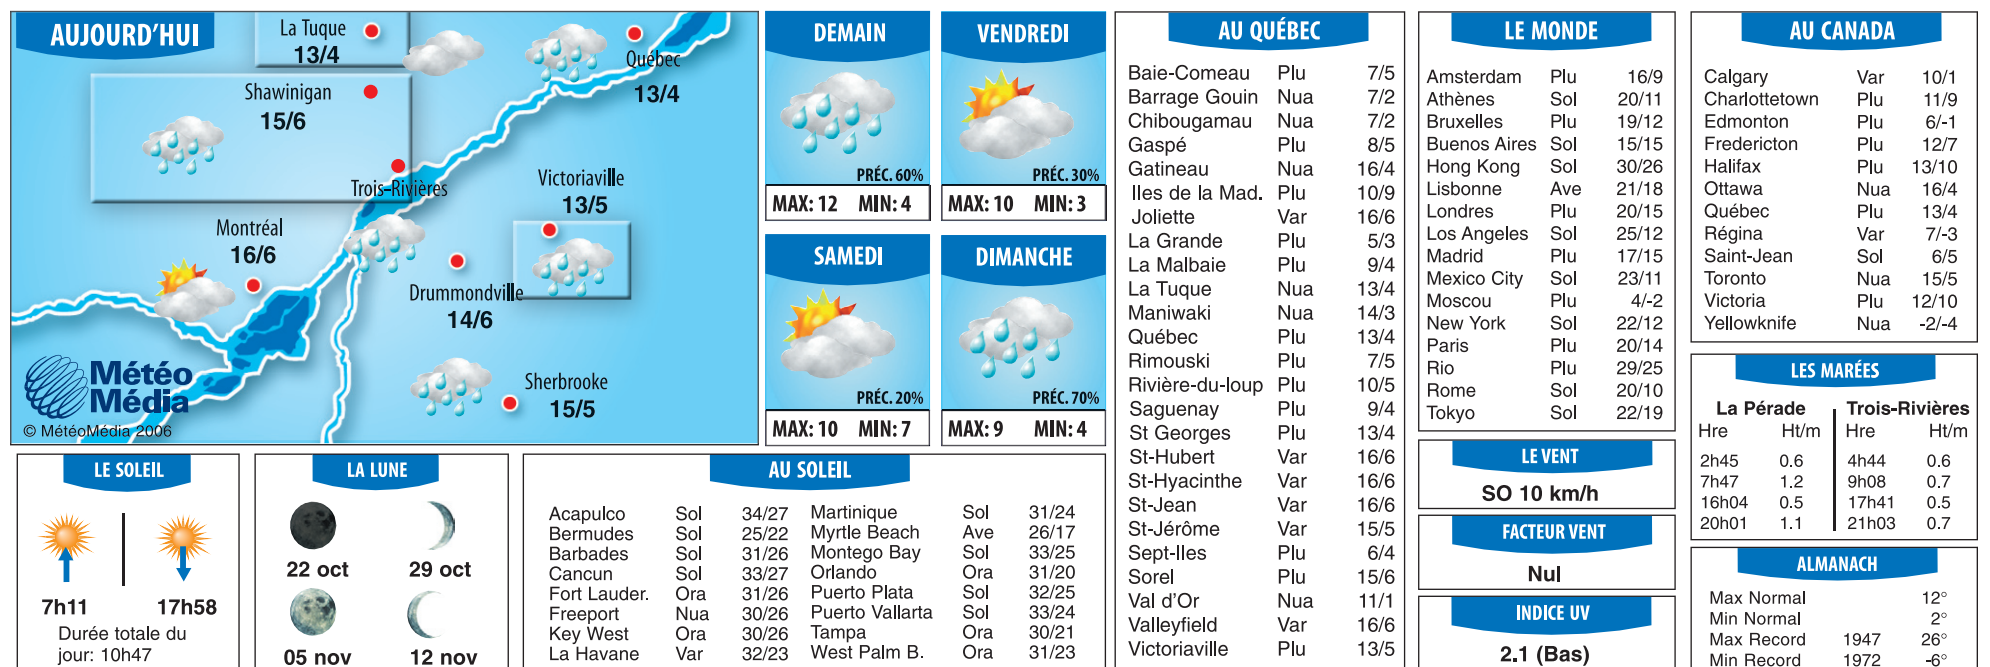 AUJOURD'HUI
La Tuque
13/4
Québec
13/4
Shawinigan
15/6
Trois-Rivières
Victoriaville
13/5
Montréal
16/6
Drummondville
14/6
Sherbrooke
15/5
Météo
Média
© MétéoMédia 2006
DEMAIN
PRÉC. 60%
MAX: 12 MIN: 4
VENDREDI
PRÉC. 30%
MAX: 10 MIN: 3
SAMEDI
PRÉC. 20%
MAX: 10 MIN: 7
DIMANCHE
PRÉC. 70%
MAX: 9 MIN: 4
LE SOLEIL
7h11 17h58
Durée totale du
jour: 10h47
LA LUNE
22 oct 29 oct
05 nov 12 nov
AU SOLEIL
Acapulco Sol 34/27 Martinique Sol 31/24
Bermudes Sol 25/22 Myrtle Beach Ave 26/17
Barbades Sol 31/26 Montego Bay Sol 33/25
Cancun Sol 33/27 Orlando Ora 31/20
Fort Lauder. Ora 31/26 Puerto Plata Sol 32/25
Freeport Nua 30/26 Puerto Vallarta Sol 33/24
Key West Ora 30/26 Tampa Ora 30/21
La Havane Var 32/23 West Palm B. Ora 31/23
AU QUÉBEC
Baie-Comeau Plu 7/5
Barrage Gouin Nua 7/2
Chibougamau Nua 7/2
Gaspé Plu 8/5
Gatineau Nua 16/4
Iles de la Mad. Plu 10/9
Joliette Var 16/6
La Grande Plu 5/3
La Malbaie Plu 9/4
La Tuque Nua 13/4
Maniwaki Nua 14/3
Québec Plu 13/4
Rimouski Plu 7/5
Rivière-du-loup Plu 10/5
Saguenay Plu 9/4
St Georges Plu 13/4
St-Hubert Var 16/6
St-Hyacinthe Var 16/6
St-Jean Var 16/6
St-Jérôme Var 15/5
Sept-Iles Plu 6/4
Sorel Plu 15/6
Val d'Or Nua 11/1
Valleyfield Var 16/6
Victoriaville Plu 13/5
LE MONDE
Amsterdam Plu 16/9
Athènes Sol 20/11
Bruxelles Plu 19/12
Buenos Aires Sol 15/15
Hong Kong Sol 30/26
Lisbonne Ave 21/18
Londres Plu 20/15
Los Angeles Sol 25/12
Madrid Plu 17/15
Mexico City Sol 23/11
Moscou Plu 4/-2
New York Sol 22/12
Paris Plu 20/14
Rio Plu 29/25
Rome Sol 20/10
Tokyo Sol 22/19
LE VENT
SO 10 km/h
FACTEUR VENT
Nul
INDICE UV
2.1 (Bas)
AU CANADA
Calgary Var 10/1
Charlottetown Plu 11/9
Edmonton Plu 6/-1
Fredericton Plu 12/7
Halifax Plu 13/10
Ottawa Nua 16/4
Québec Plu 13/4
Régina Var 7/-3
Saint-Jean Sol 6/5
Toronto Nua 15/5
Victoria Plu 12/10
Yellowknife Nua -2/-4
LES MARÉES
La Pérade Trois-Rivières
Hre Ht/m Hre Ht/m
2h45 0.6 4h44 0.6
7h47 1.2 9h08 0.7
16h04 0.5 17h41 0.5
20h01 1.1 21h03 0.7
ALMANACH
Max Normal 12°
Min Normal 2°
Max Record 1947 26°
Min Record 1972 -6°